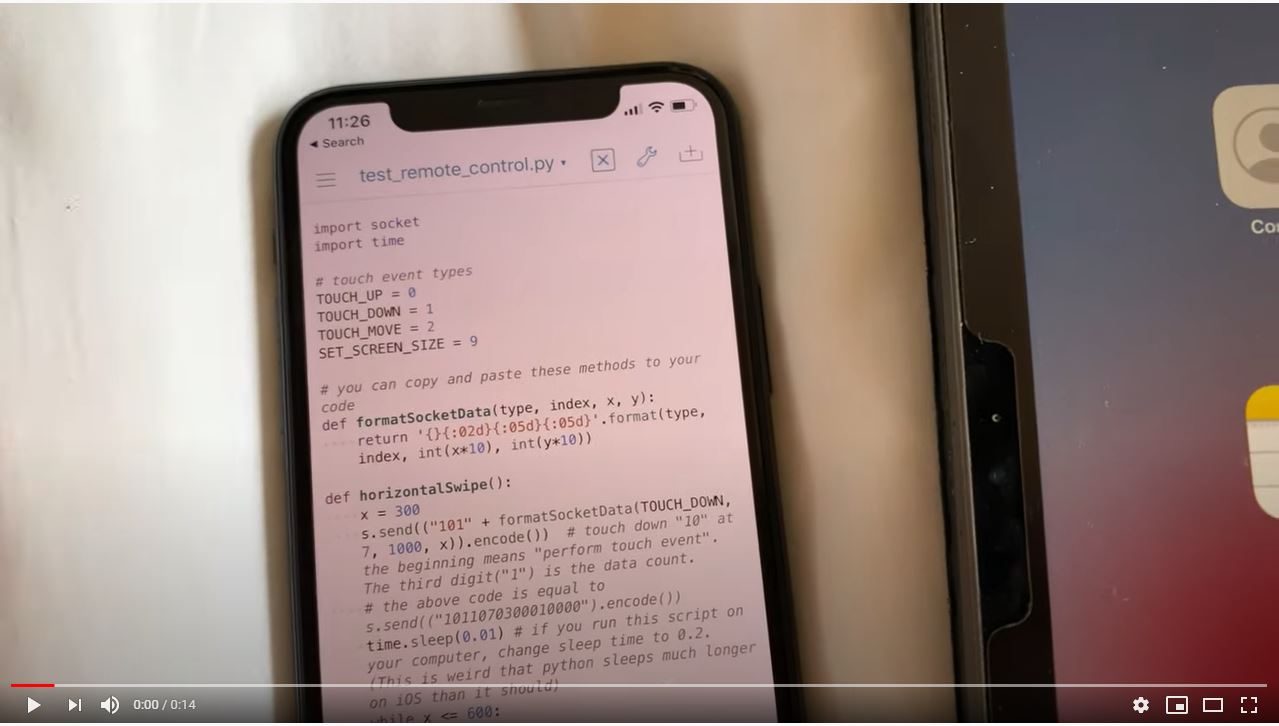 11:26
◀ Search
test_remote_control.py ▾
import socket
import time
# touch event types
TOUCH_UP = 0
TOUCH_DOWN = 1
TOUCH_MOVE = 2
SET_SCREEN_SIZE = 9
# you can copy and paste these methods to your
code
def formatSocketData(type, index, x, y):
return '{}{:02d}{:05d}{:05d}'.format(type,
index, int(x*10), int(y*10))
def horizontalSwipe():
x = 300
s.send(("101" + formatSocketData(TOUCH_DOWN,
7, 1000, x)).encode()) # touch down "10" at
the beginning means "perform touch event".
The third digit("1") is the data count.
# the above code is equal to
s.send(("1011070300010000").encode())
time.sleep(0.01) # if you run this script on
your computer, change sleep time to 0.2.
(This is weird that python sleeps much longer
on iOS than it should)
while x <= 600:
Co
0:00 / 0:14